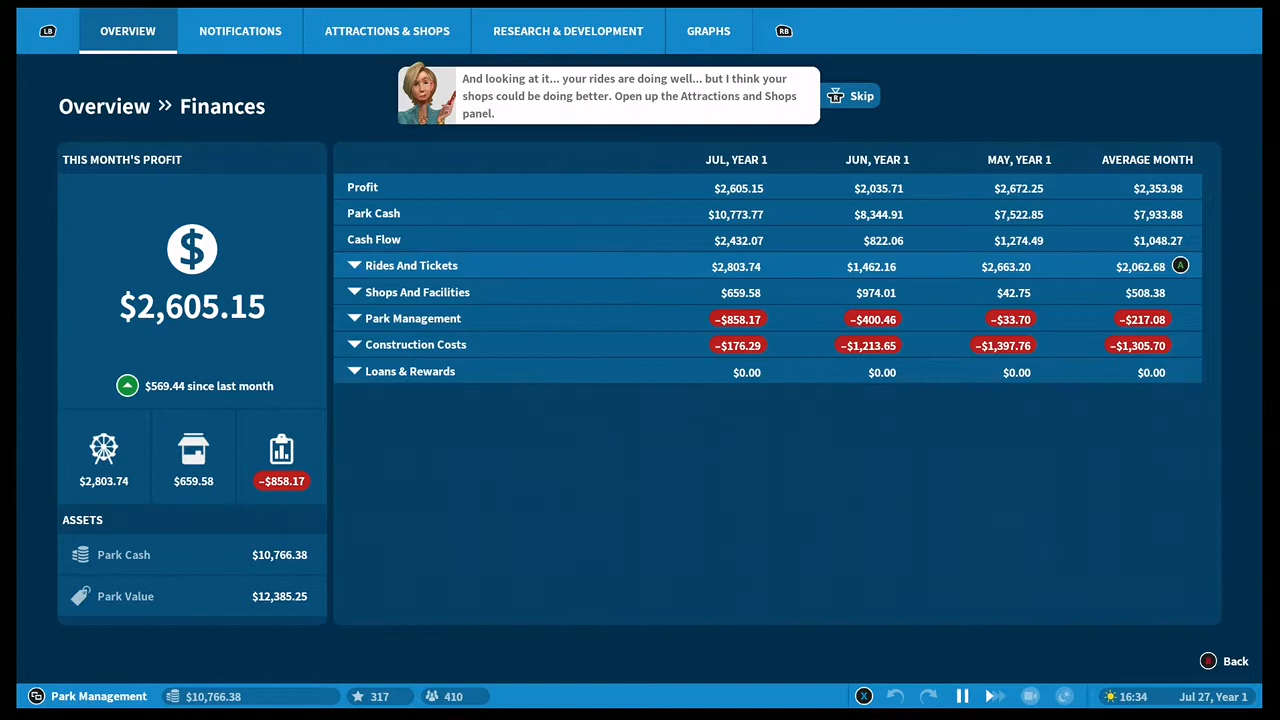 LB OVERVIEW NOTIFICATIONS ATTRACTIONS & SHOPS RESEARCH & DEVELOPMENT GRAPHS RB
And looking at it... your rides are doing well... but I think your
shops could be doing better. Open up the Attractions and Shops
panel.
R Skip
Overview >> Finances
THIS MONTH'S PROFIT
$
$2,605.15
$569.44 since last month
$2,803.74 $659.58 -$858.17
ASSETS
Park Cash $10,766.38
Park Value $12,385.25
JUL, YEAR 1 JUN, YEAR 1 MAY, YEAR 1 AVERAGE MONTH
Profit $2,605.15 $2,035.71 $2,672.25 $2,353.98
Park Cash $10,773.77 $8,344.91 $7,522.85 $7,933.88
Cash Flow $2,432.07 $822.06 $1,274.49 $1,048.27
Rides And Tickets $2,803.74 $1,462.16 $2,663.20 $2,062.68 A
Shops And Facilities $659.58 $974.01 $42.75 $508.38
Park Management -$858.17 -$400.46 -$33.70 -$217.08
Construction Costs -$176.29 -$1,213.65 -$1,397.76 -$1,305.70
Loans & Rewards $0.00 $0.00 $0.00 $0.00
B Back
Park Management $10,766.38 317 410 X 16:34 Jul 27, Year 1